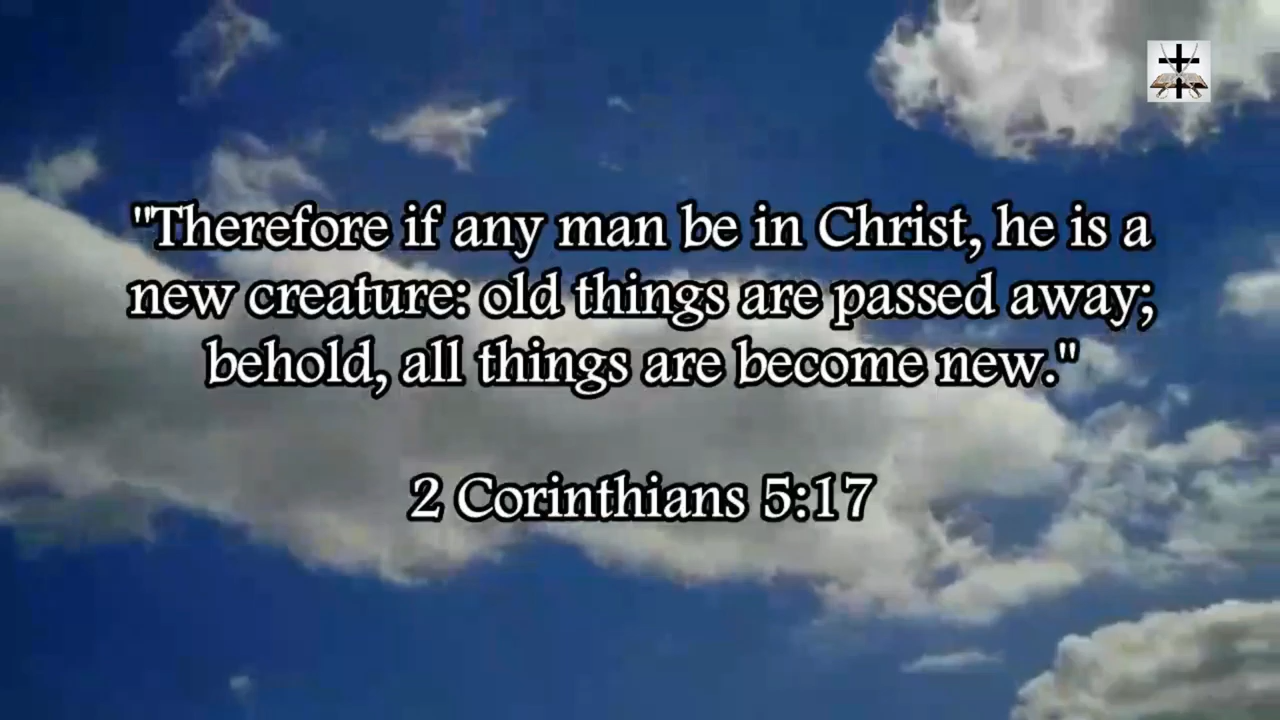 "Therefore if any man be in Christ, he is a
new creature: old things are passed away;
behold, all things are become new."
2 Corinthians 5:17